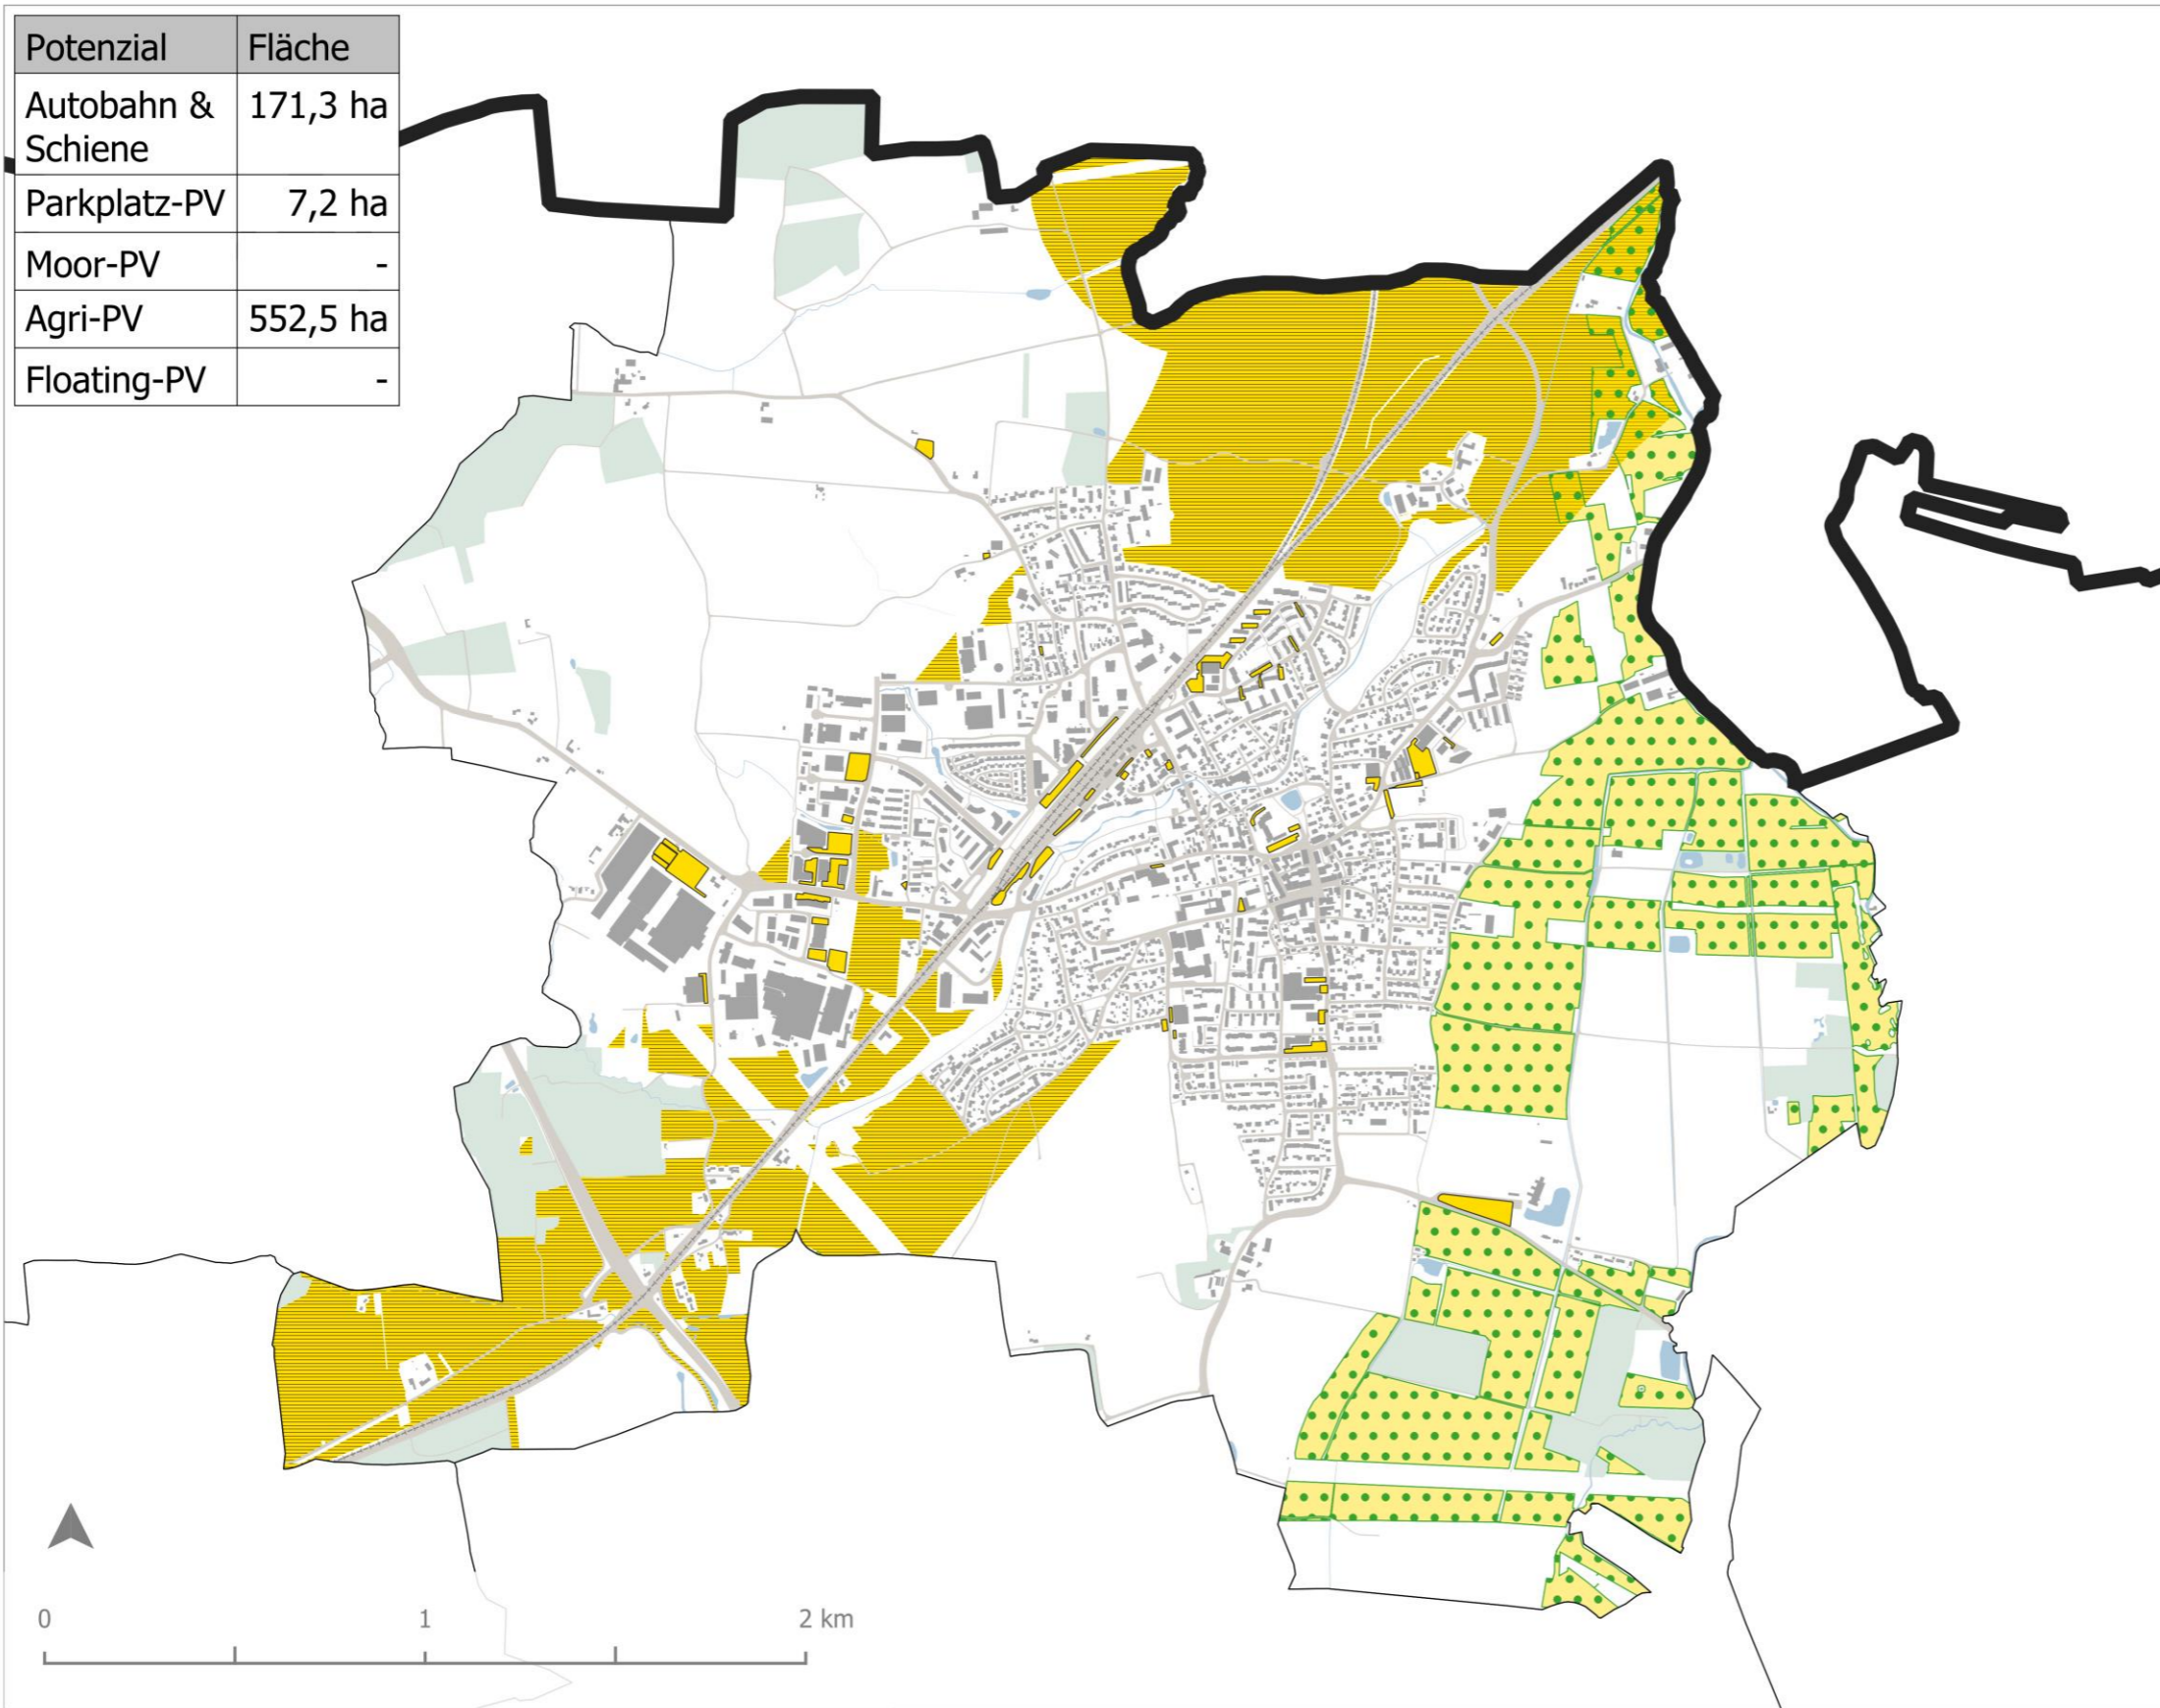 Potenzial Fläche
Autobahn & 171,3 ha
Schiene
Parkplatz-PV 7,2 ha
Moor-PV -
Agri-PV 552,5 ha
Floating-PV -
0 1 2 km